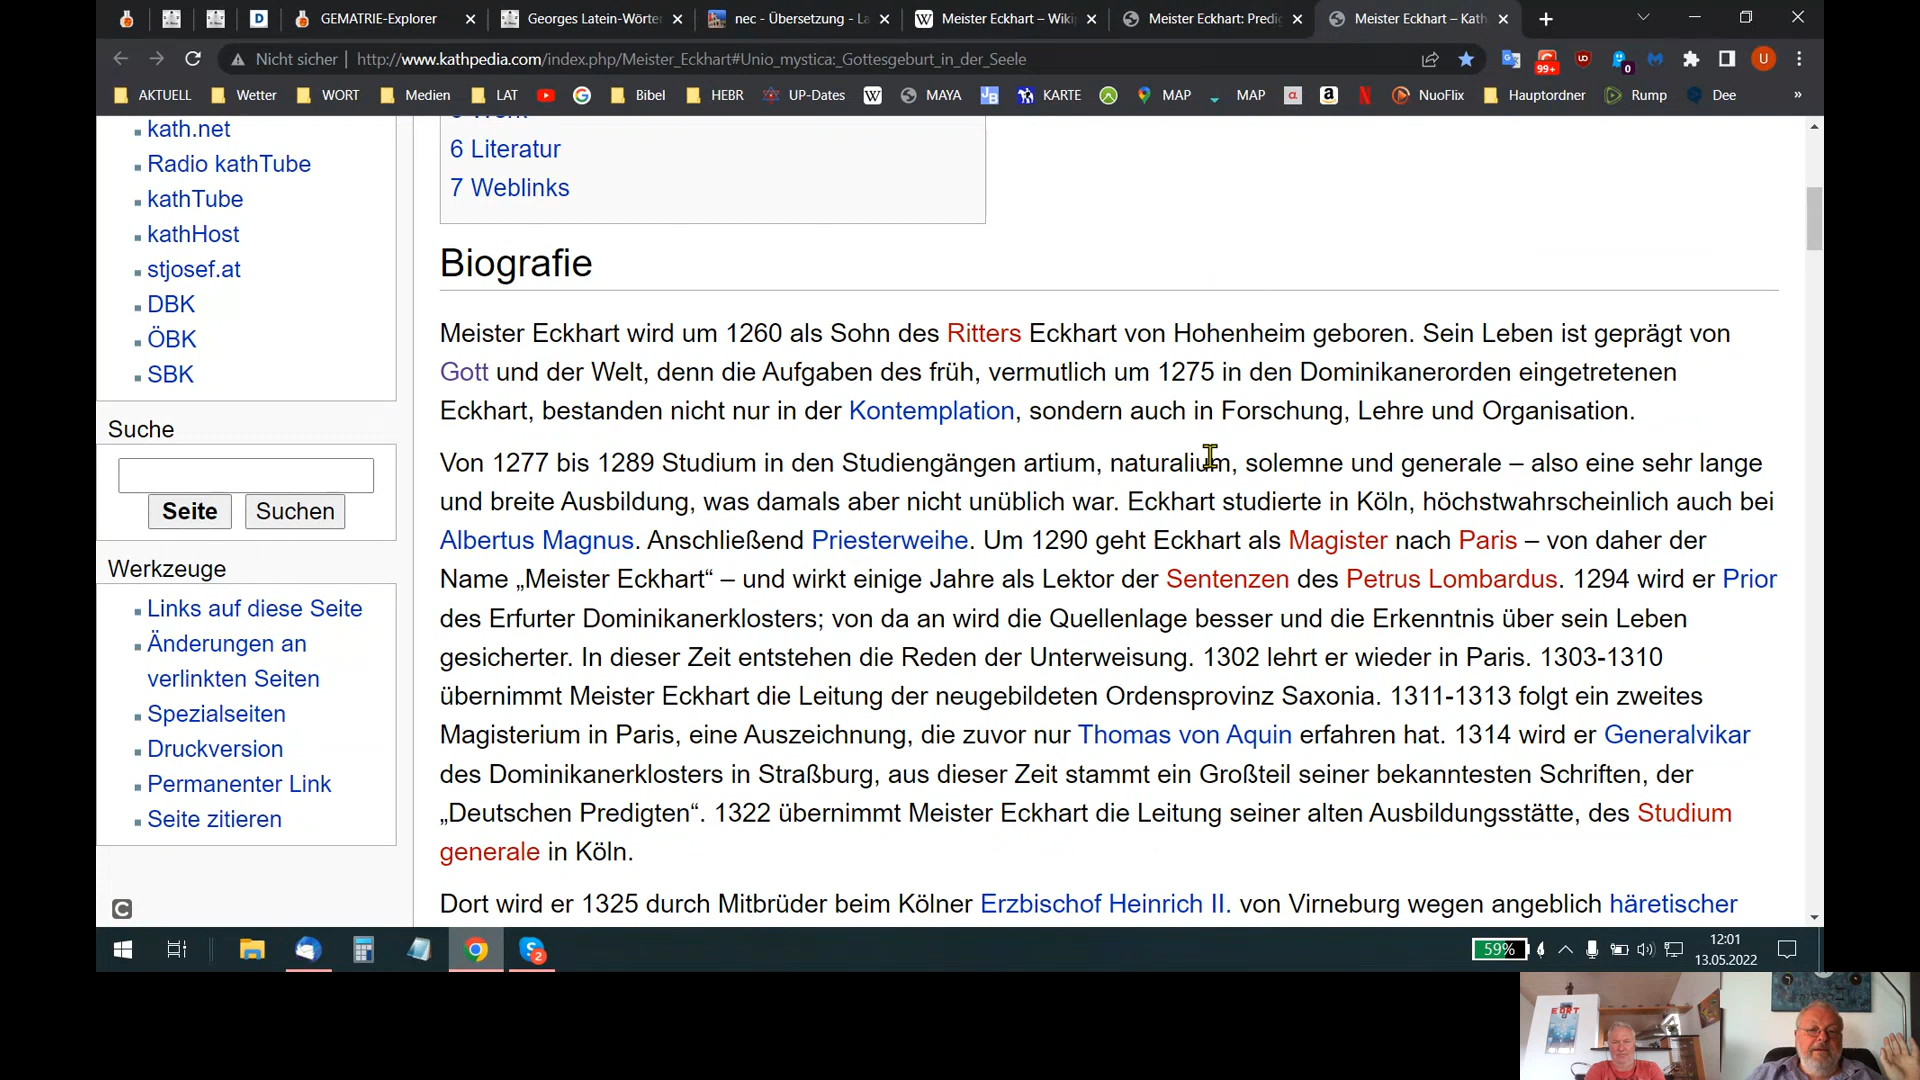 GEMATRIE-Explorer
Georges Latein-Wörte
nec - Übersetzung - La
Meister Eckhart – Wiki
Meister Eckhart: Predig
Meister Eckhart – Kath
Nicht sicher
http://www.kathpedia.com/index.php/Meister_Eckhart#Unio_mystica:_Gottesgeburt_in_der_Seele
99+
0
U
AKTUELL
Wetter
WORT
Medien
LAT
Bibel
HEBR
UP-Dates
MAYA
KARTE
MAP
MAP
NuoFlix
Hauptordner
Rump
Dee
»
kath.net
Radio kathTube
kathTube
kathHost
stjosef.at
DBK
ÖBK
SBK
Suche
Seite
Suchen
Werkzeuge
Links auf diese Seite
Änderungen an
verlinkten Seiten
Spezialseiten
Druckversion
Permanenter Link
Seite zitieren
6 Literatur
7 Weblinks
Biografie
Meister Eckhart wird um 1260 als Sohn des Ritters Eckhart von Hohenheim geboren. Sein Leben ist geprägt von
Gott und der Welt, denn die Aufgaben des früh, vermutlich um 1275 in den Dominikanerorden eingetretenen
Eckhart, bestanden nicht nur in der Kontemplation, sondern auch in Forschung, Lehre und Organisation.
Von 1277 bis 1289 Studium in den Studiengängen artium, naturalium, solemne und generale – also eine sehr lange
und breite Ausbildung, was damals aber nicht unüblich war. Eckhart studierte in Köln, höchstwahrscheinlich auch bei
Albertus Magnus. Anschließend Priesterweihe. Um 1290 geht Eckhart als Magister nach Paris – von daher der
Name „Meister Eckhart“ – und wirkt einige Jahre als Lektor der Sentenzen des Petrus Lombardus. 1294 wird er Prior
des Erfurter Dominikanerklosters; von da an wird die Quellenlage besser und die Erkenntnis über sein Leben
gesicherter. In dieser Zeit entstehen die Reden der Unterweisung. 1302 lehrt er wieder in Paris. 1303-1310
übernimmt Meister Eckhart die Leitung der neugebildeten Ordensprovinz Saxonia. 1311-1313 folgt ein zweites
Magisterium in Paris, eine Auszeichnung, die zuvor nur Thomas von Aquin erfahren hat. 1314 wird er Generalvikar
des Dominikanerklosters in Straßburg, aus dieser Zeit stammt ein Großteil seiner bekanntesten Schriften, der
„Deutschen Predigten“. 1322 übernimmt Meister Eckhart die Leitung seiner alten Ausbildungsstätte, des Studium
generale in Köln.
Dort wird er 1325 durch Mitbrüder beim Kölner Erzbischof Heinrich II. von Virneburg wegen angeblich häretischer
59%
12:01
13.05.2022
2